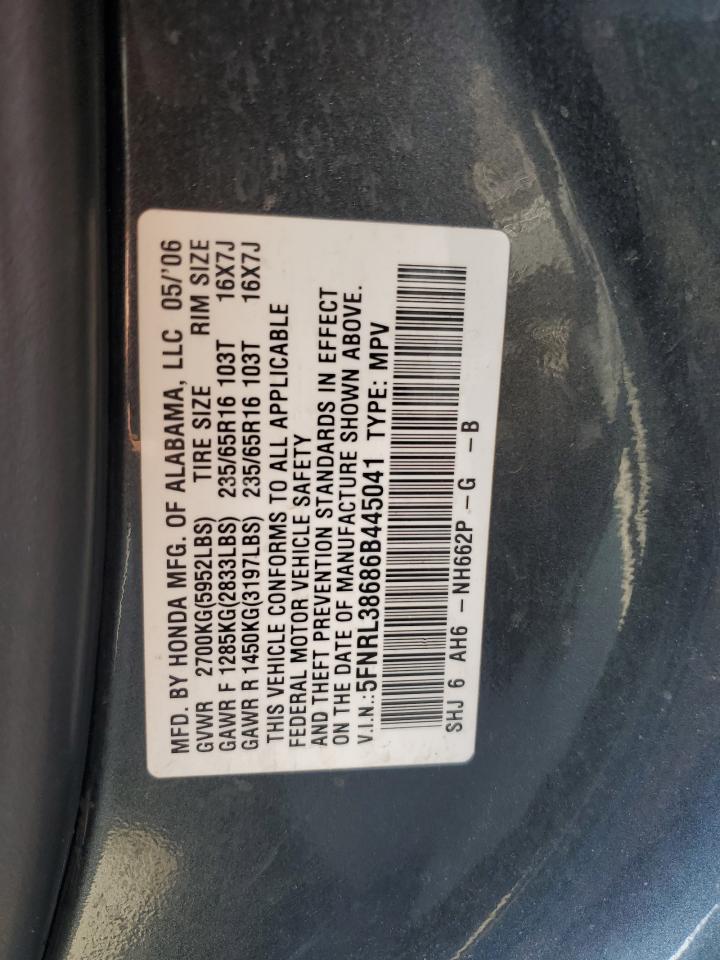 MFD. BY HONDA MFG. OF ALABAMA, LLC 05/'06
GVWR 2700KG(5952LBS) TIRE SIZE RIM SIZE
GAWR F 1285KG(2833LBS) 235/65R16 103T 16X7J
GAWR R 1450KG(3197LBS) 235/65R16 103T 16X7J
THIS VEHICLE CONFORMS TO ALL APPLICABLE
FEDERAL MOTOR VEHICLE SAFETY
AND THEFT PREVENTION STANDARDS IN EFFECT
ON THE DATE OF MANUFACTURE SHOWN ABOVE.
V.I.N.:5FNRL38686B445041 TYPE: MPV
SHJ 6 AH6 -NH662P -G -B